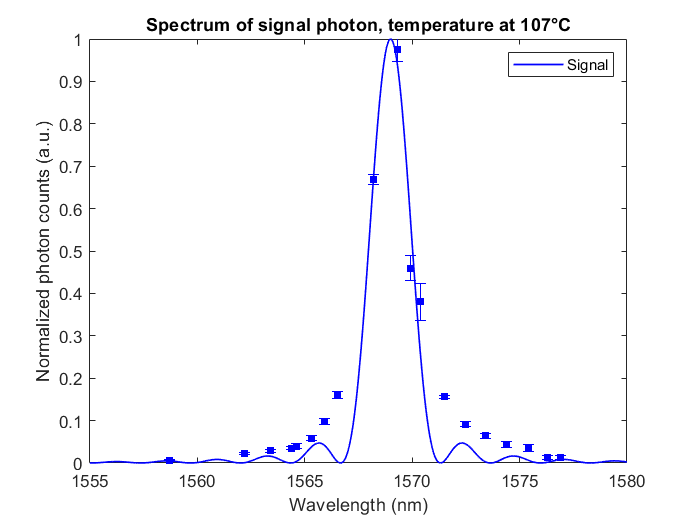 Spectrum of signal photon, temperature at 107°C
Signal
Normalized photon counts (a.u.)
1
0.9
0.8
0.7
0.6
0.5
0.4
0.3
0.2
0.1
0
1555 1560 1565 1570 1575 1580
Wavelength (nm)